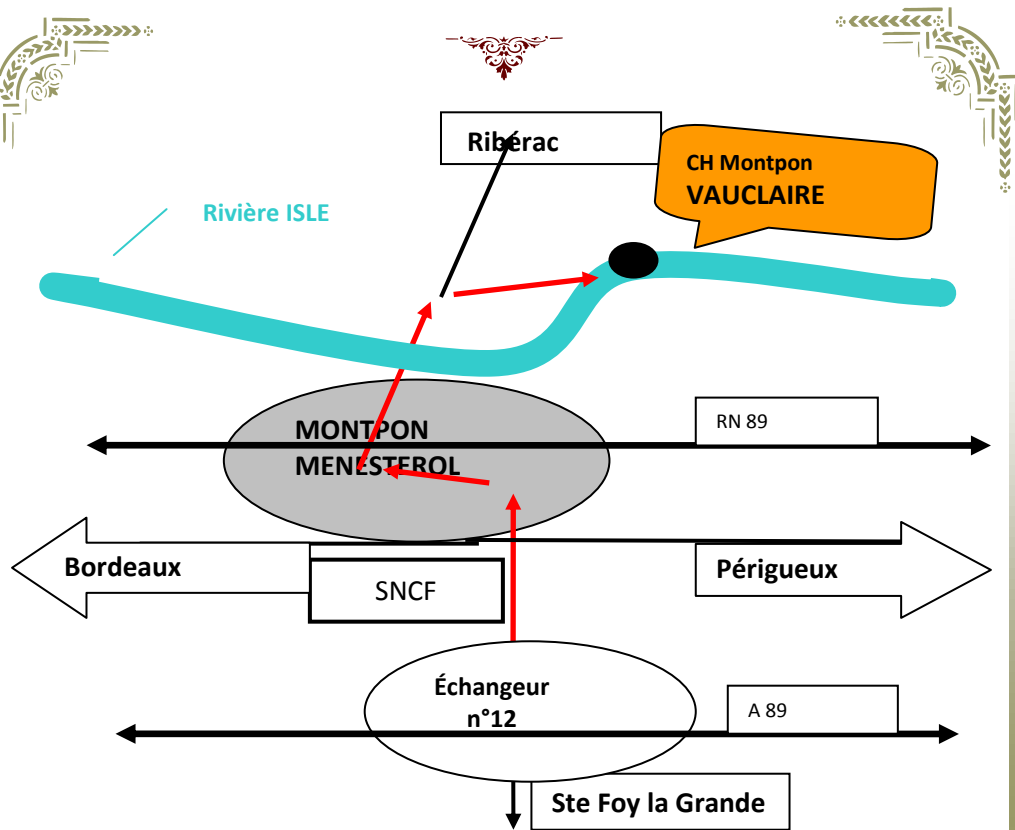 Ribérac
CH Montpon
VAUCLAIRE
Rivière ISLE
RN 89
MONTPON
MENESTEROL
Bordeaux
SNCF
Périgueux
Échangeur
n°12
A 89
Ste Foy la Grande